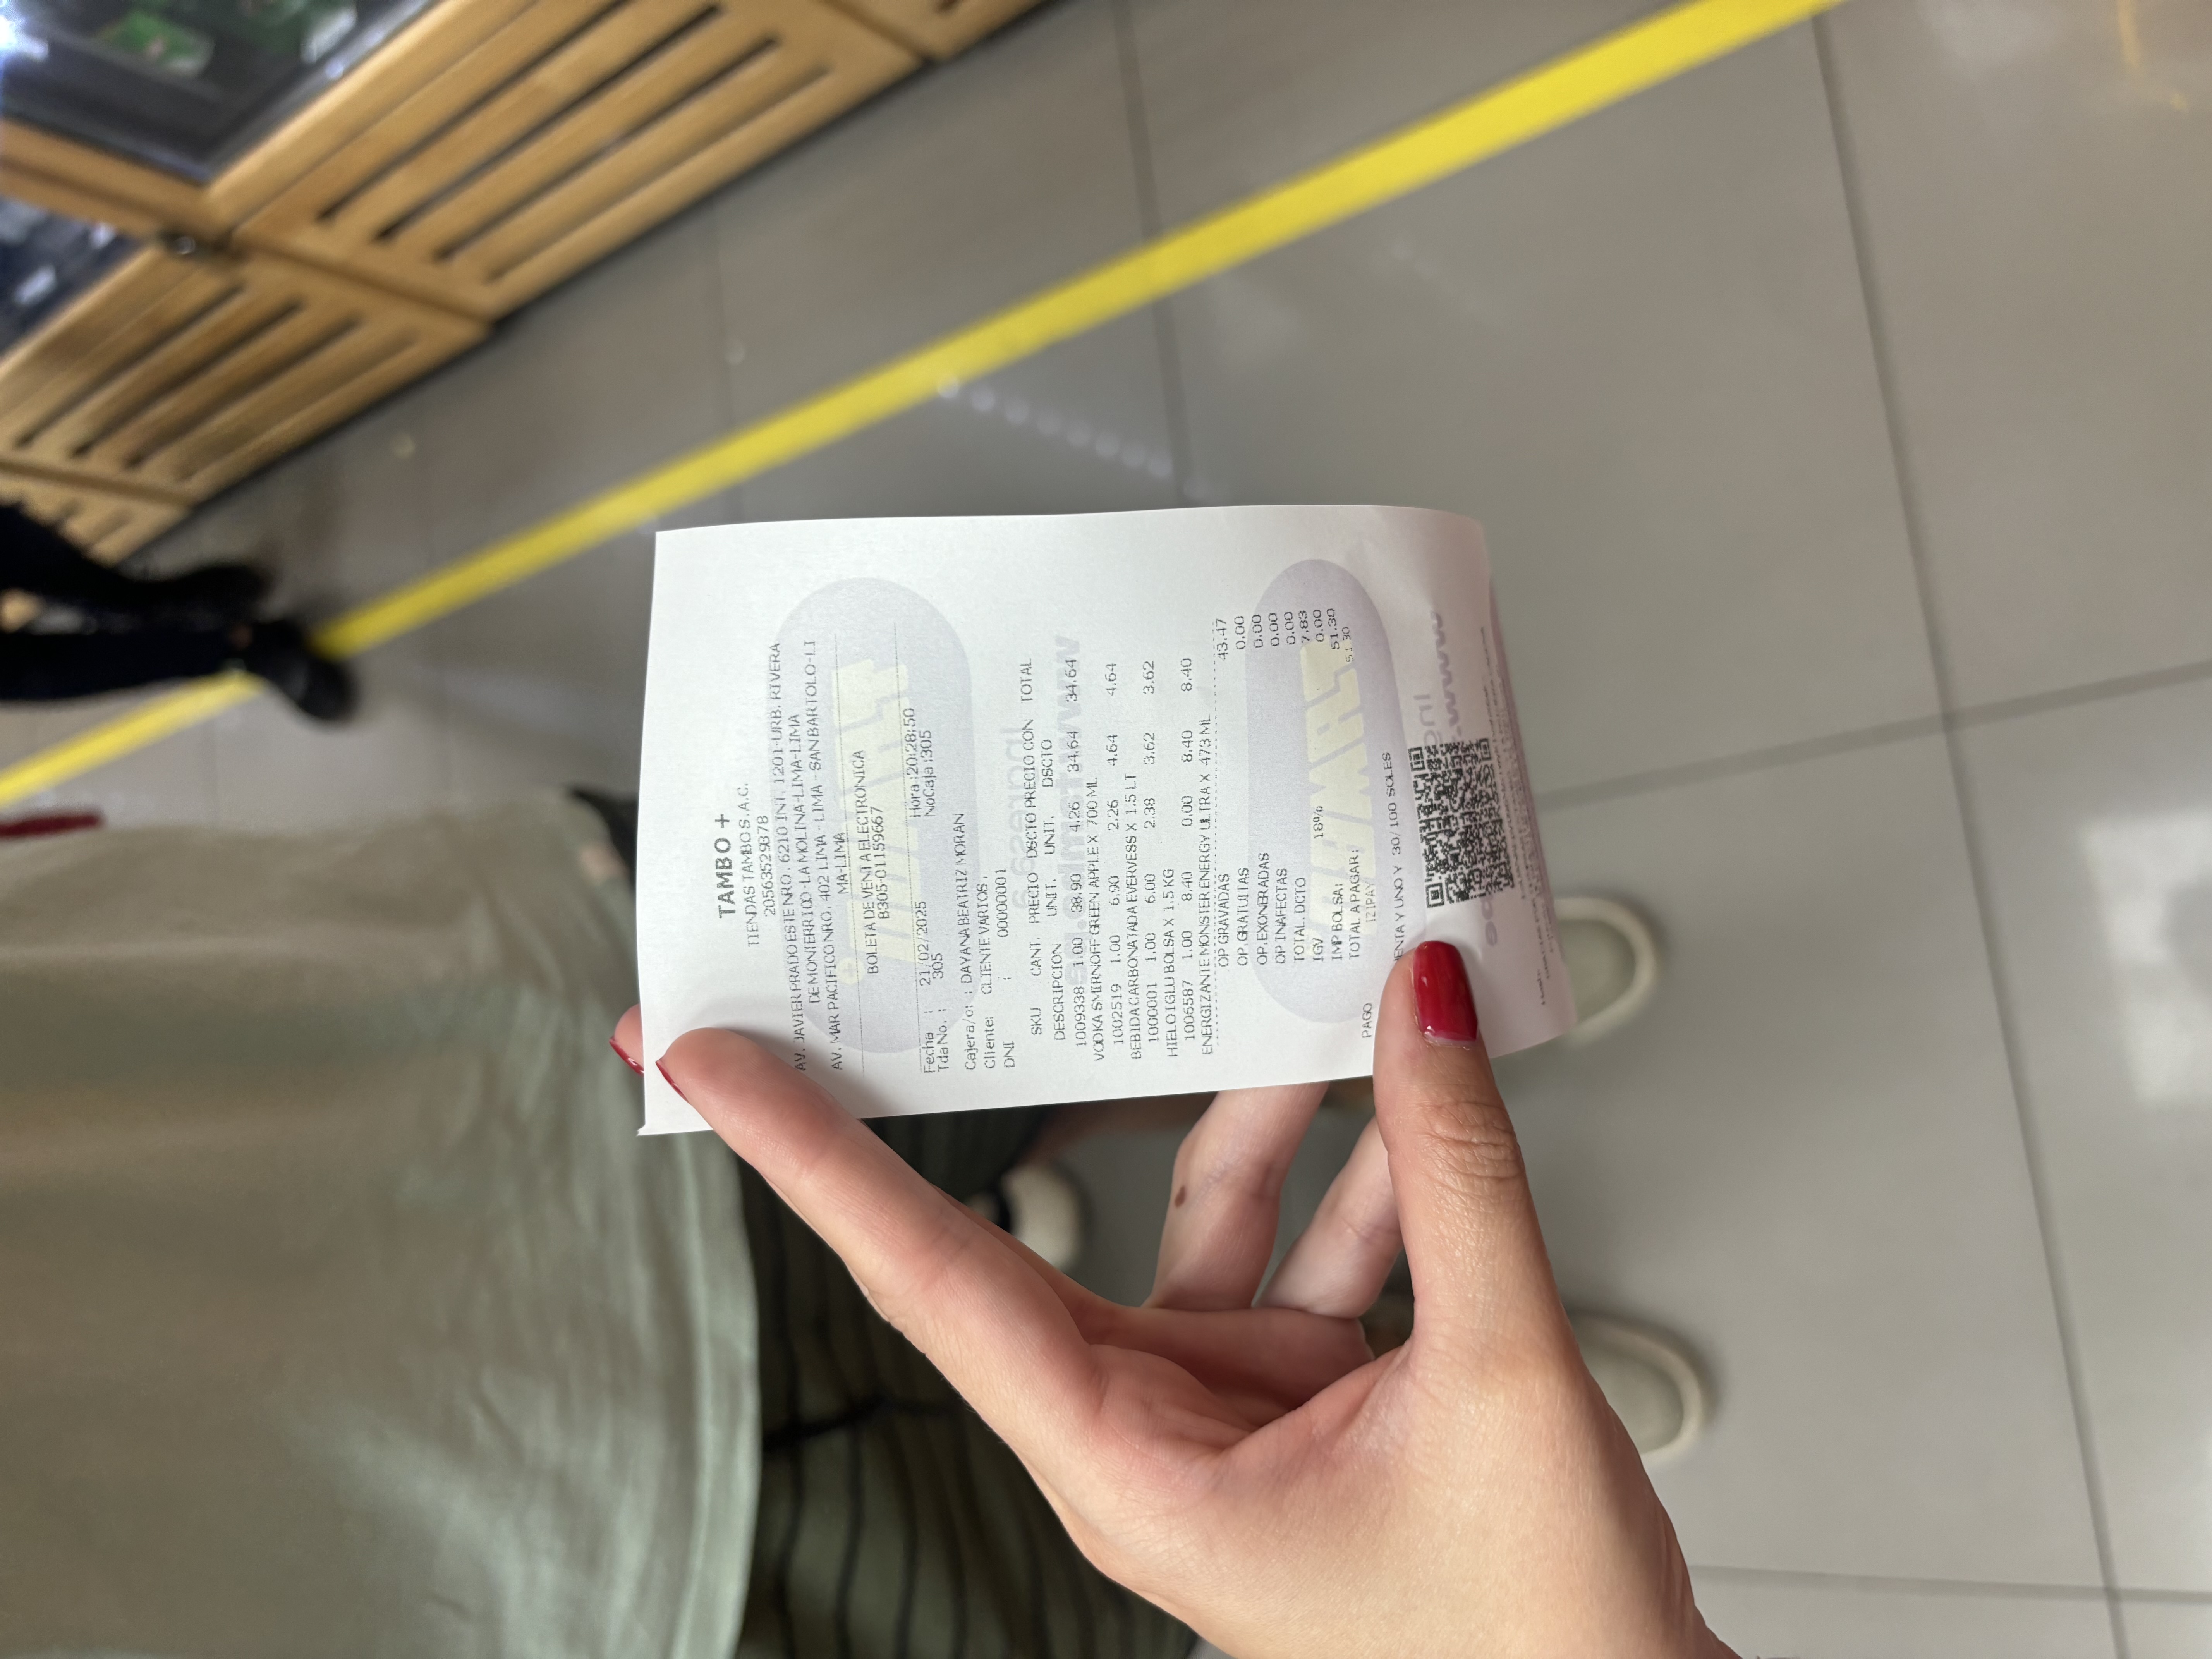 TAMBO +
TIENDAS TAMBO S.A.C.
20563529378
AV. JAVIER PRADO ESTE NRO. 6210 INT. 1201-URB. RIVERA
DE MONTERRICO-LA MOLINA-LIMA-LIMA
AV. MAR PACIFICO NRO. 402 LIMA - LIMA - SAN BARTOLO-LI
MA-LIMA
BOLETA DE VENTA ELECTRONICA
B305-01159667
Fecha : 21/02/2025 Hora :20:28:50
Tda No. : 305 NoCaja :305
Cajera/o: : DAYANA BEATRIZ MORAN
Cliente: CLIENTE VARIOS .
DNI : 00000001
SKU CANT. PRECIO DSCTO PRECIO CON TOTAL
DESCRIPCION UNIT. UNIT. DSCTO
1009338 1.00 38.90 4.26 34.64 34.64
VODKA SMIRNOFF GREEN APPLE X 700 ML
1002519 1.00 6.90 2.26 4.64 4.64
BEBIDA CARBONATADA EVERVESS X 1.5 LT
1000001 1.00 6.00 2.38 3.62 3.62
HIELO IGLU BOLSA X 1.5 KG
1006587 1.00 8.40 0.00 8.40 8.40
ENERGIZANTE MONSTER ENERGY ULTRA X 473 ML
OP GRAVADAS 43.47
OP.GRATUITAS 0.00
OP.EXONERADAS 0.00
OP INAFECTAS 0.00
TOTAL. DCTO 0.00
IGV 18% 7.83
IMP BOLSA: 0.00
TOTAL A PAGAR: 51.30
PAGO IZIPAY 51.30
Y UNO Y 30/100 SOLES